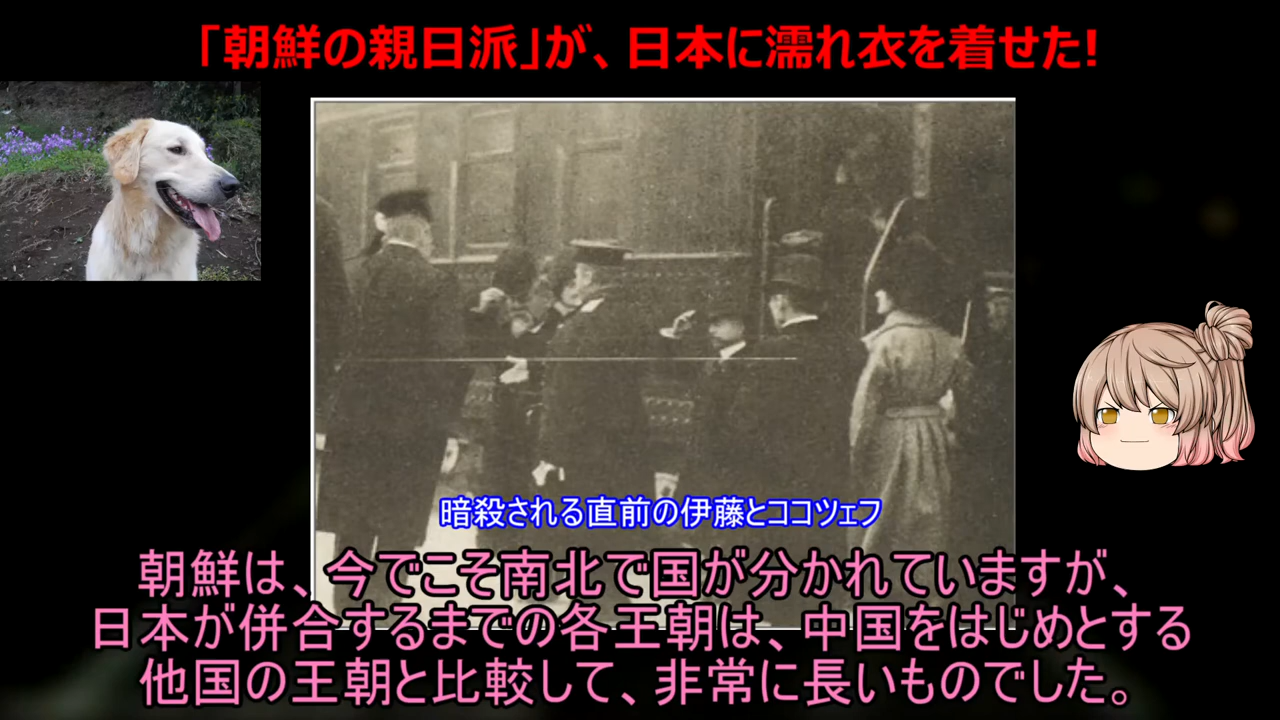 「朝鮮の親日派」が、日本に濡れ衣を着せた!
暗殺される直前の伊藤とココツェフ
朝鮮は、今でこそ南北で国が分かれていますが、
日本が併合するまでの各王朝は、中国をはじめとする
他国の王朝と比較して、非常に長いものでした。